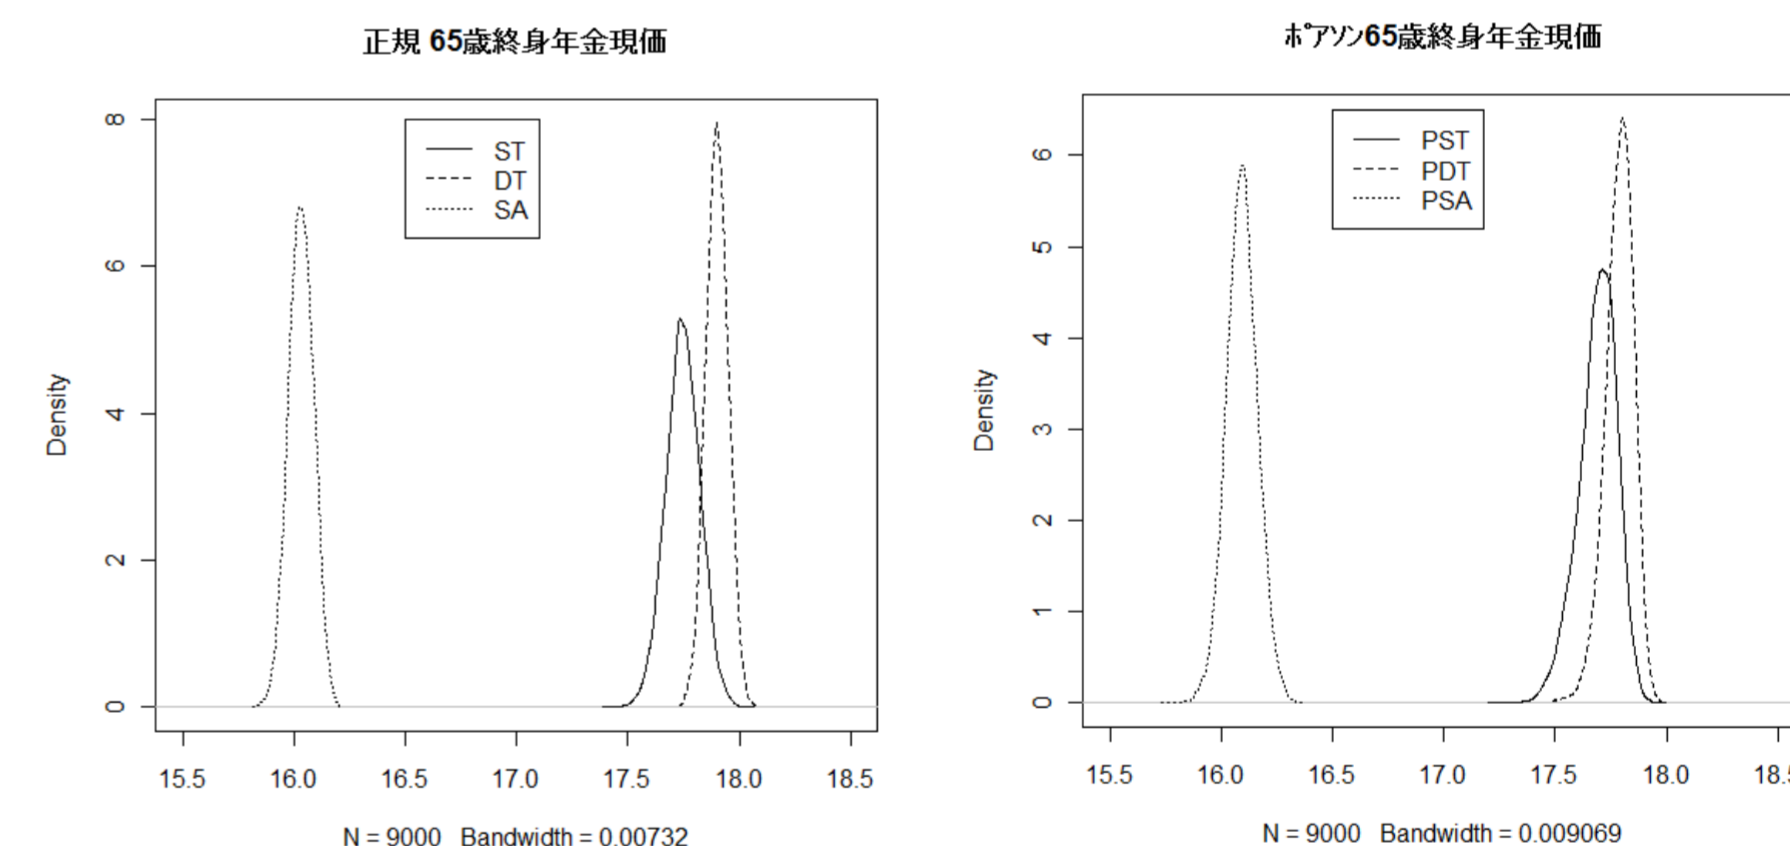 正規 65歳終身年金現価
8
6
4
2
0
Density
ST
DT
SA
15.5 16.0 16.5 17.0 17.5 18.0 18.5
N = 9000 Bandwidth = 0.00732
ﾎﾟｱｿﾝ65歳終身年金現価
6
5
4
3
2
1
0
Density
PST
PDT
PSA
15.5 16.0 16.5 17.0 17.5 18.0 18.5
N = 9000 Bandwidth = 0.009069